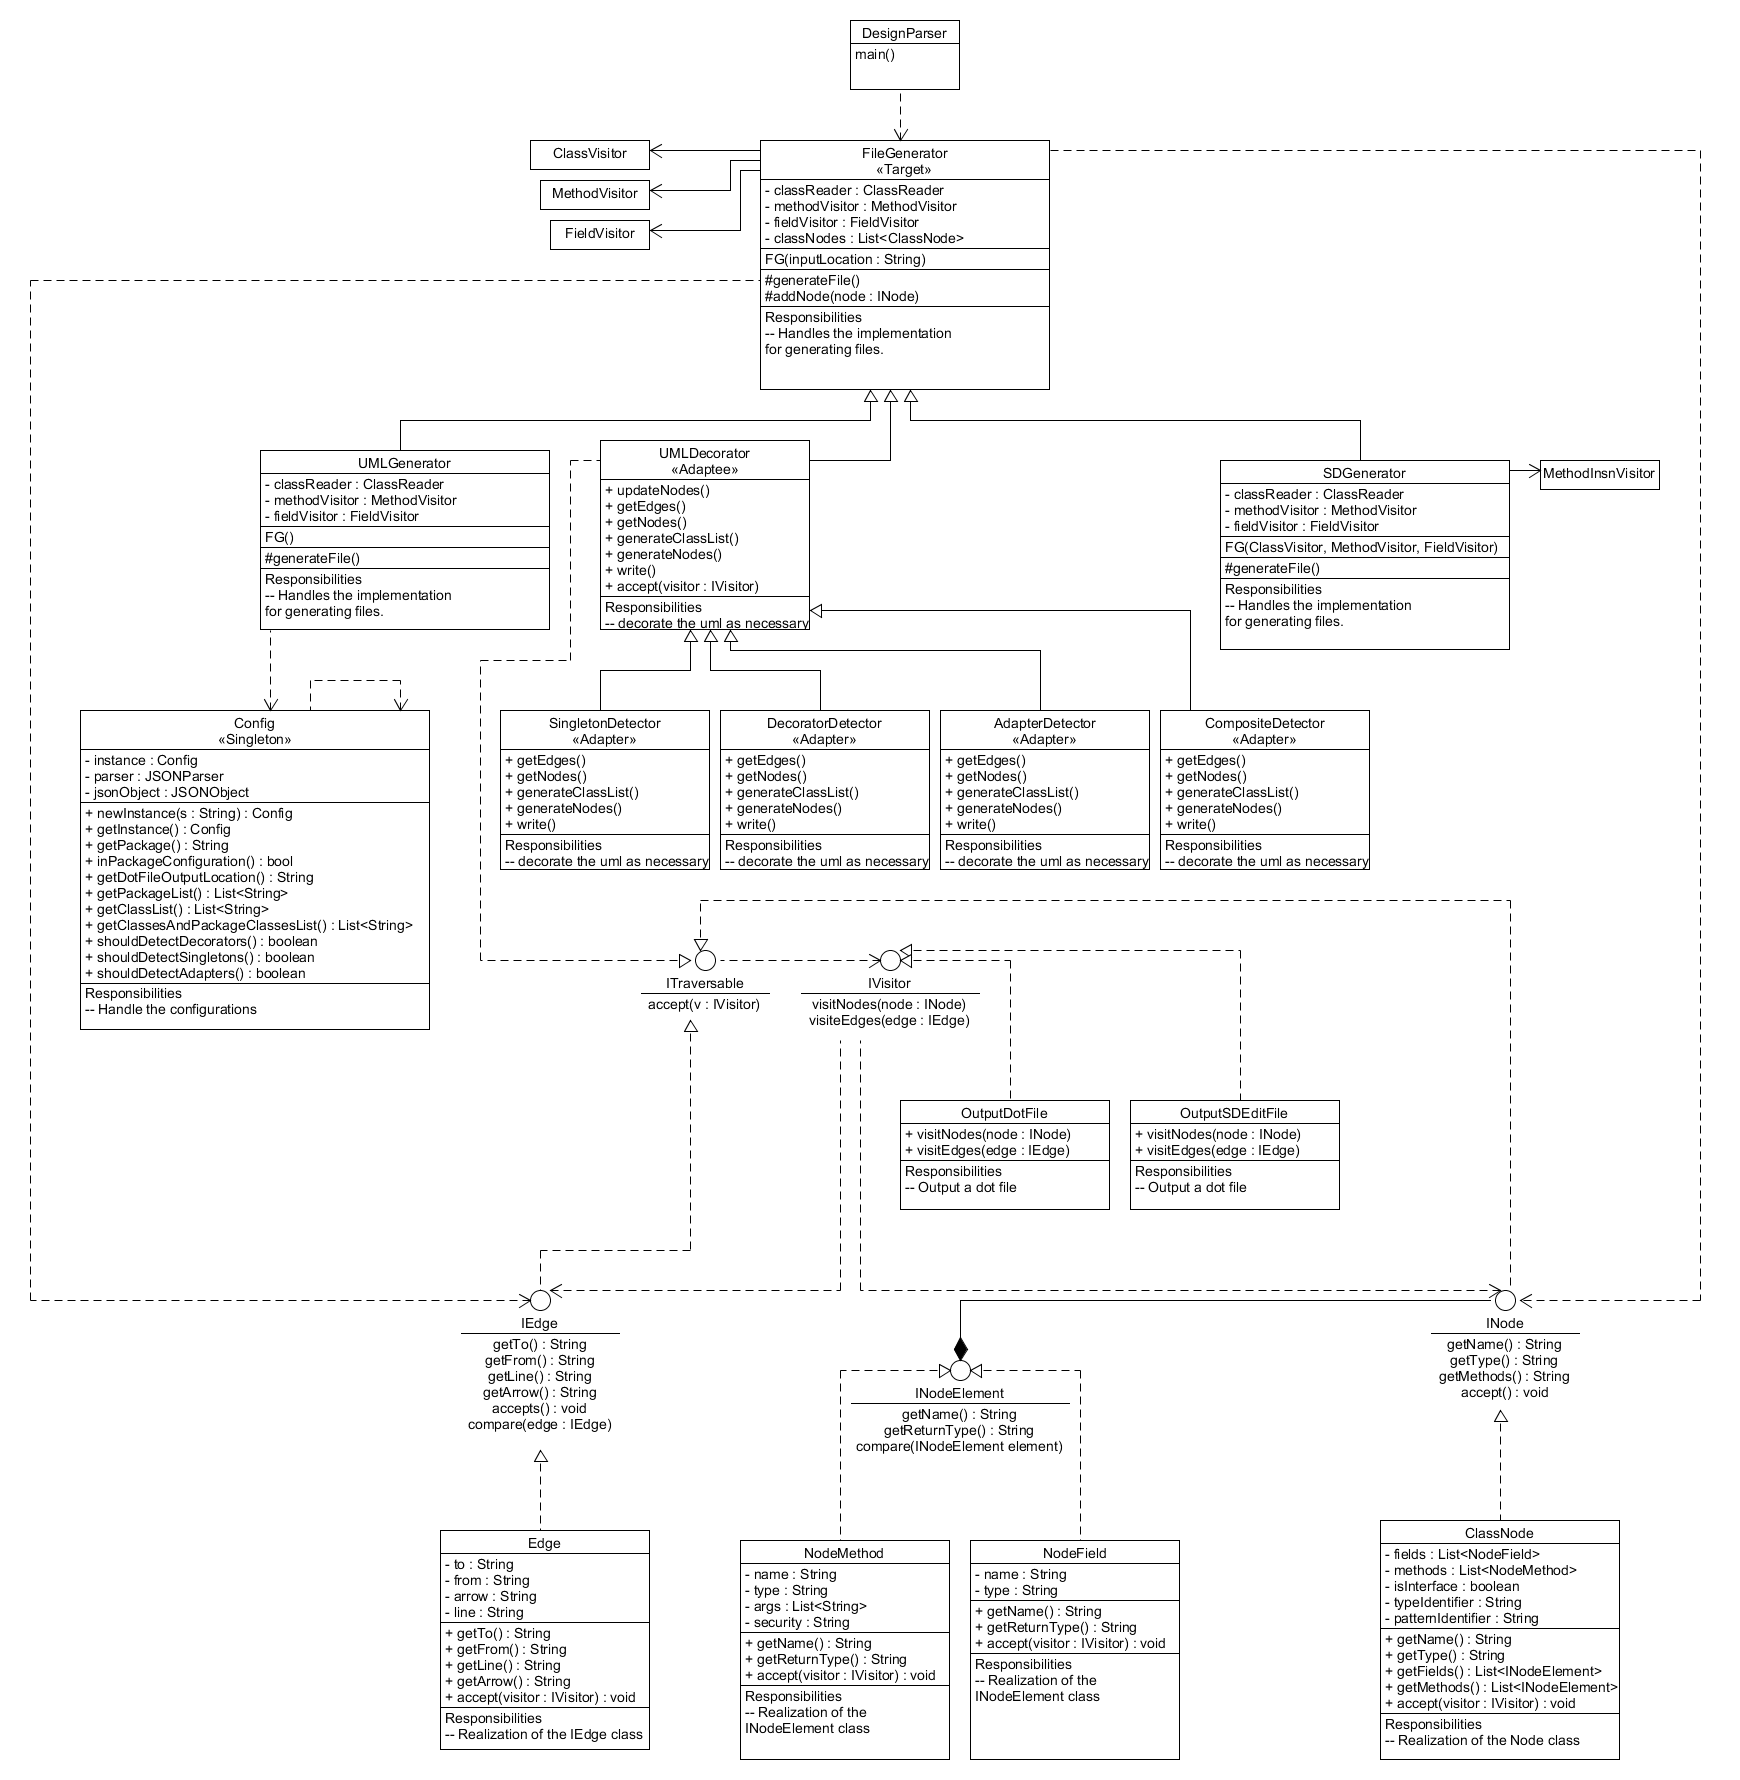 DesignParser
main()
ClassVisitor
MethodVisitor
FieldVisitor
FileGenerator
«Target»
- classReader : ClassReader
- methodVisitor : MethodVisitor
- fieldVisitor : FieldVisitor
- classNodes : List<ClassNode>
FG(inputLocation : String)
#generateFile()
#addNode(node : INode)
Responsibilities
-- Handles the implementation
for generating files.
UMLGenerator
- classReader : ClassReader
- methodVisitor : MethodVisitor
- fieldVisitor : FieldVisitor
FG()
#generateFile()
Responsibilities
-- Handles the implementation
for generating files.
UMLDecorator
«Adaptee»
+ updateNodes()
+ getEdges()
+ getNodes()
+ generateClassList()
+ generateNodes()
+ write()
+ accept(visitor : IVisitor)
Responsibilities
-- decorate the uml as necessary
SDGenerator
- classReader : ClassReader
- methodVisitor : MethodVisitor
- fieldVisitor : FieldVisitor
FG(ClassVisitor, MethodVisitor, FieldVisitor)
#generateFile()
Responsibilities
-- Handles the implementation
for generating files.
MethodInsnVisitor
Config
«Singleton»
- instance : Config
- parser : JSONParser
- jsonObject : JSONObject
+ newInstance(s : String) : Config
+ getInstance() : Config
+ getPackage() : String
+ inPackageConfiguration() : bool
+ getDotFileOutputLocation() : String
+ getPackageList() : List<String>
+ getClassList() : List<String>
+ getClassesAndPackageClassesList() : List<String>
+ shouldDetectDecorators() : boolean
+ shouldDetectSingletons() : boolean
+ shouldDetectAdapters() : boolean
Responsibilities
-- Handle the configurations
SingletonDetector
«Adapter»
+ getEdges()
+ getNodes()
+ generateClassList()
+ generateNodes()
+ write()
Responsibilities
-- decorate the uml as necessary
DecoratorDetector
«Adapter»
+ getEdges()
+ getNodes()
+ generateClassList()
+ generateNodes()
+ write()
Responsibilities
-- decorate the uml as necessary
AdapterDetector
«Adapter»
+ getEdges()
+ getNodes()
+ generateClassList()
+ generateNodes()
+ write()
Responsibilities
-- decorate the uml as necessary
CompositeDetector
«Adapter»
+ getEdges()
+ getNodes()
+ generateClassList()
+ generateNodes()
+ write()
Responsibilities
-- decorate the uml as necessary
ITraversable
accept(v : IVisitor)
IVisitor
visitNodes(node : INode)
visiteEdges(edge : IEdge)
OutputDotFile
+ visitNodes(node : INode)
+ visitEdges(edge : IEdge)
Responsibilities
-- Output a dot file
OutputSDEditFile
+ visitNodes(node : INode)
+ visitEdges(edge : IEdge)
Responsibilities
-- Output a dot file
IEdge
getTo() : String
getFrom() : String
getLine() : String
getArrow() : String
accepts() : void
compare(edge : IEdge)
INodeElement
getName() : String
getReturnType() : String
compare(INodeElement element)
INode
getName() : String
getType() : String
getMethods() : String
accept() : void
Edge
- to : String
- from : String
- arrow : String
- line : String
+ getTo() : String
+ getFrom() : String
+ getLine() : String
+ getArrow() : String
+ accept(visitor : IVisitor) : void
Responsibilities
-- Realization of the IEdge class
NodeMethod
- name : String
- type : String
- args : List<String>
- security : String
+ getName() : String
+ getReturnType() : String
+ accept(visitor : IVisitor) : void
Responsibilities
-- Realization of the
INodeElement class
NodeField
- name : String
- type : String
+ getName() : String
+ getReturnType() : String
+ accept(visitor : IVisitor) : void
Responsibilities
-- Realization of the
INodeElement class
ClassNode
- fields : List<NodeField>
- methods : List<NodeMethod>
- isInterface : boolean
- typeIdentifier : String
- patternIdentifier : String
+ getName() : String
+ getType() : String
+ getFields() : List<INodeElement>
+ getMethods() : List<INodeElement>
+ accept(visitor : IVisitor) : void
Responsibilities
-- Realization of the Node class